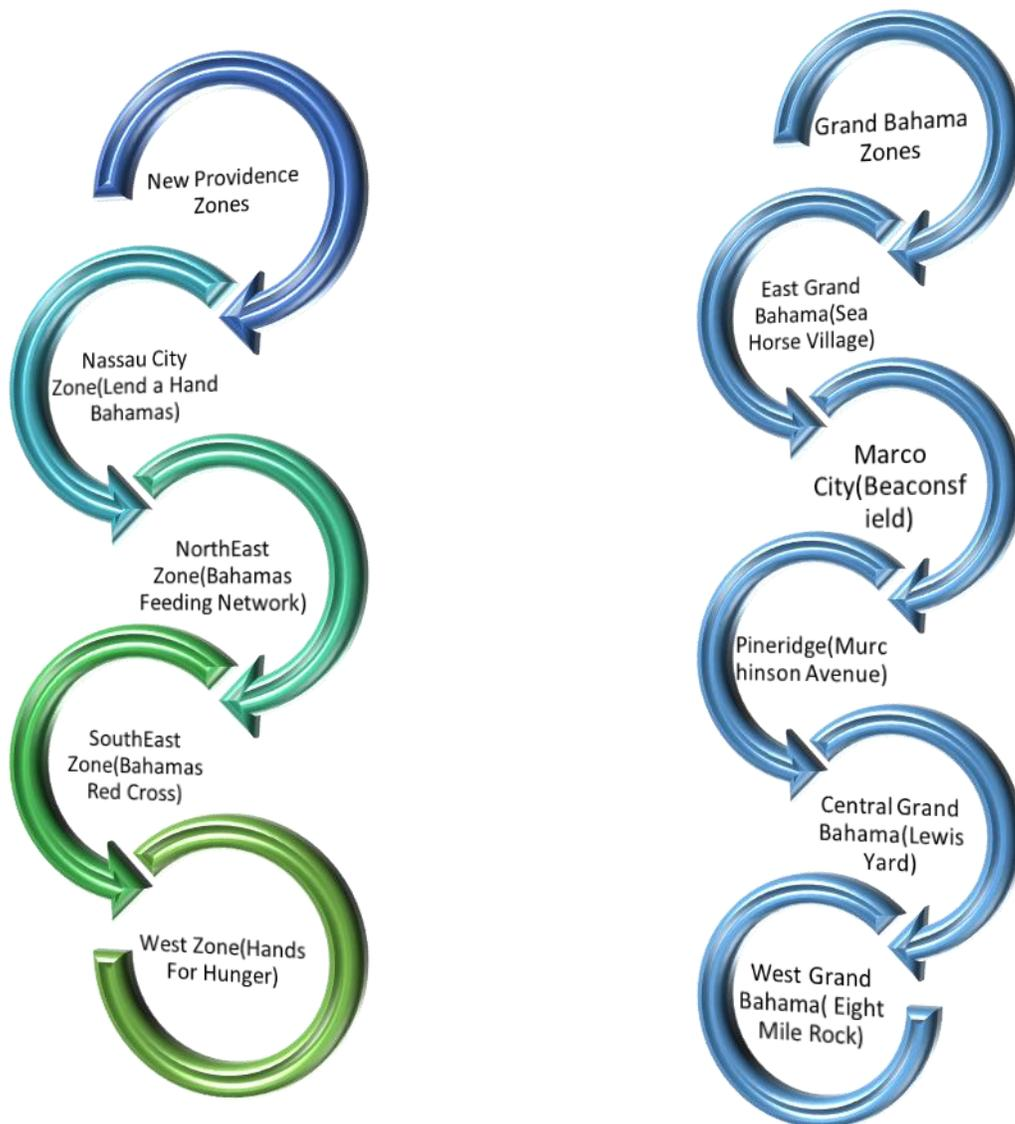 New Providence
Zones
Nassau City
Zone(Lend a Hand
Bahamas)
NorthEast
Zone(Bahamas
Feeding Network)
SouthEast
Zone(Bahamas
Red Cross)
West Zone(Hands
For Hunger)
Grand Bahama
Zones
East Grand
Bahama(Sea
Horse Village)
Marco
City(Beaconsf
ield)
Pineridge(Murc
hinson Avenue)
Central Grand
Bahama(Lewis
Yard)
West Grand
Bahama( Eight
Mile Rock)